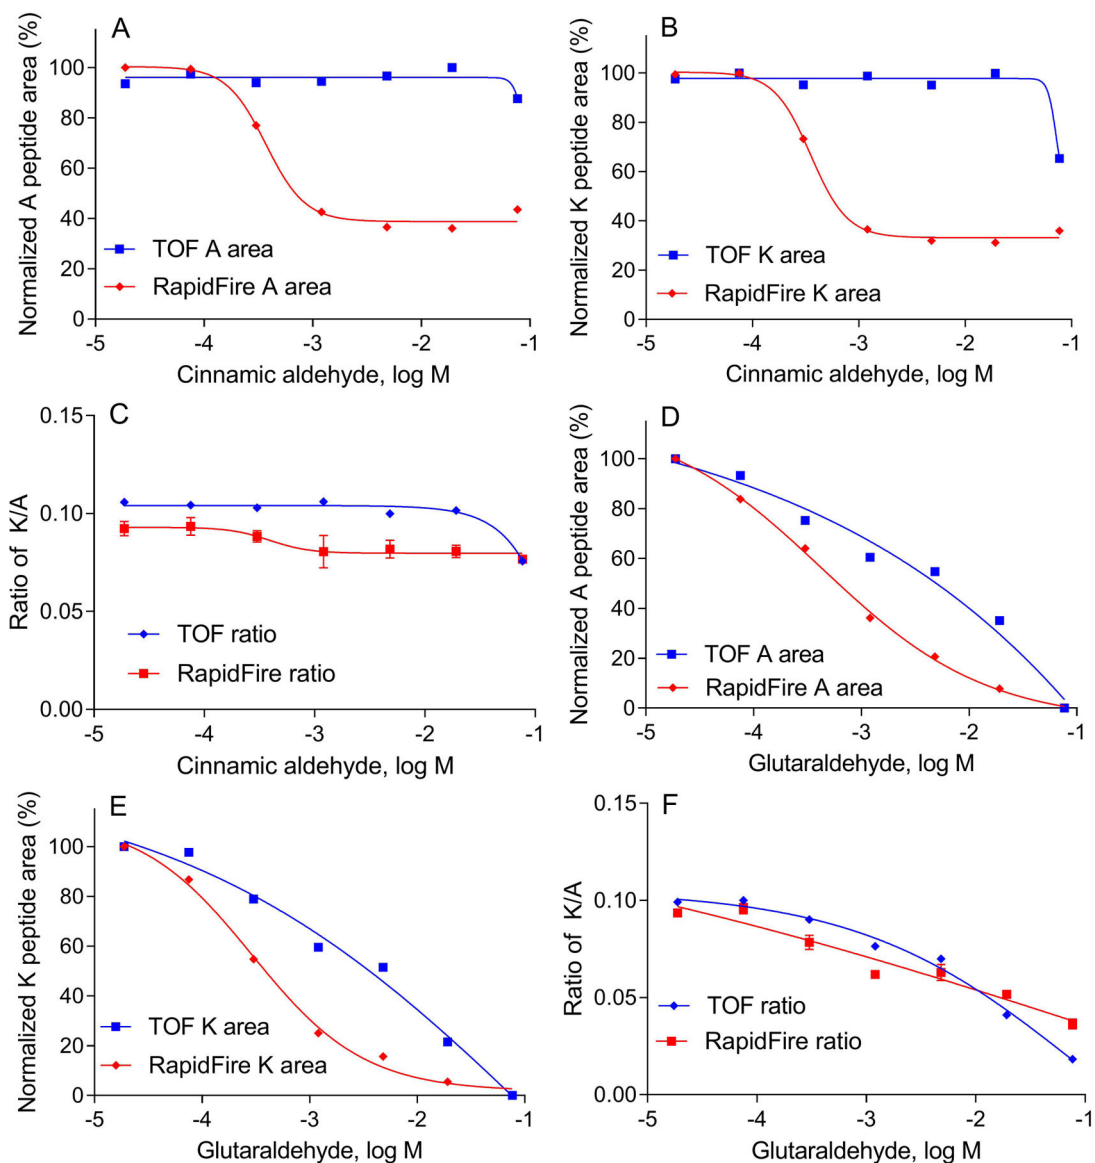 A
Normalized A peptide area (%)
100
80
60
40
20
0
TOF A area
RapidFire A area
-5 -4 -3 -2 -1
Cinnamic aldehyde, log M
B
Normalized K peptide area (%)
100
80
60
40
20
0
TOF K area
RapidFire K area
-5 -4 -3 -2 -1
Cinnamic aldehyde, log M
C
Ratio of K/A
0.15
0.10
0.05
0.00
TOF ratio
RapidFire ratio
-5 -4 -3 -2 -1
Cinnamic aldehyde, log M
D
Normalized A peptide area (%)
100
80
60
40
20
0
TOF A area
RapidFire A area
-5 -4 -3 -2 -1
Glutaraldehyde, log M
E
Normalized K peptide area (%)
100
80
60
40
20
0
TOF K area
RapidFire K area
-5 -4 -3 -2 -1
Glutaraldehyde, log M
F
Ratio of K/A
0.15
0.10
0.05
0.00
TOF ratio
RapidFire ratio
-5 -4 -3 -2 -1
Glutaraldehyde, log M